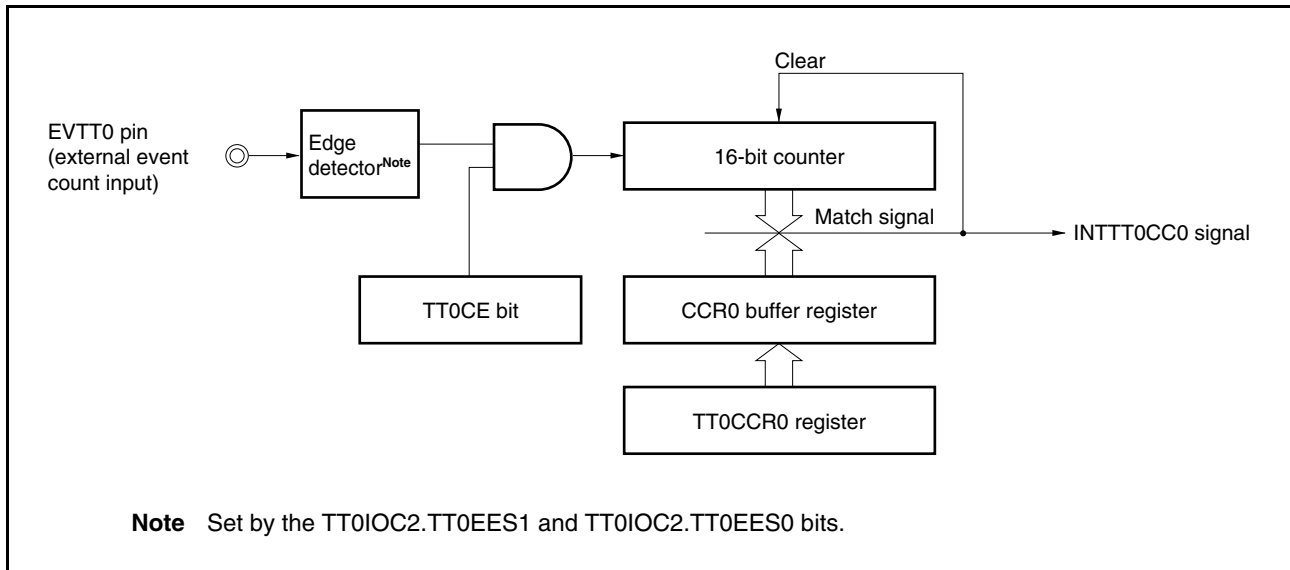 Clear
EVTT0 pin
(external event
count input)
Edge
detectorNote
16-bit counter
Match signal
INTTT0CC0 signal
TT0CE bit
CCR0 buffer register
TT0CCR0 register
Note Set by the TT0IOC2.TT0EES1 and TT0IOC2.TT0EES0 bits.